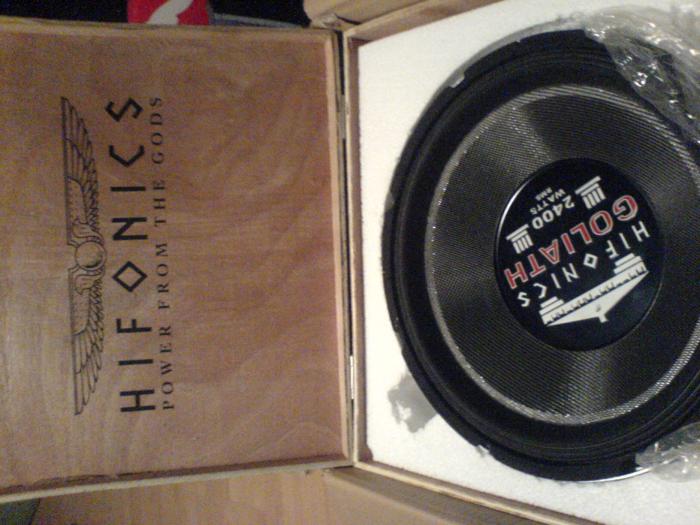 HIFONICS
POWER FROM THE GODS
HIFONICS
GOLIATH
2400
WATTS
RMS